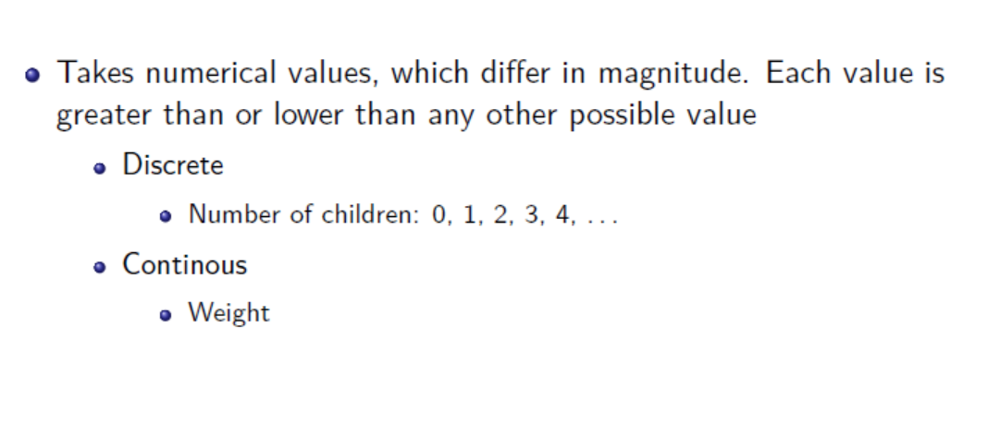 Takes numerical values, which differ in magnitude. Each value is
greater than or lower than any other possible value
Discrete
Number of children: 0, 1, 2, 3, 4, ...
Continous
Weight